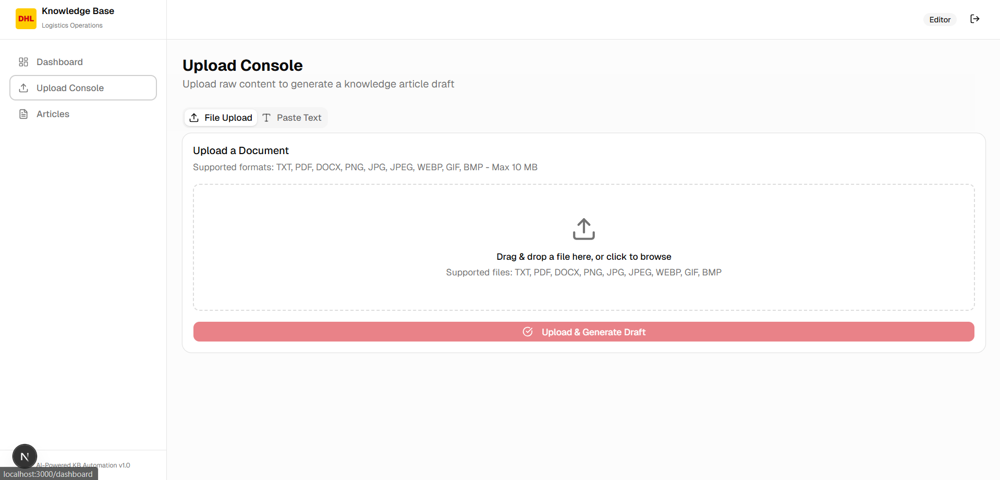 DHL
Knowledge Base
Logistics Operations
Editor
Dashboard
Upload Console
Articles
Upload Console
Upload raw content to generate a knowledge article draft
File Upload
Paste Text
Upload a Document
Supported formats: TXT, PDF, DOCX, PNG, JPG, JPEG, WEBP, GIF, BMP - Max 10 MB
Drag & drop a file here, or click to browse
Supported files: TXT, PDF, DOCX, PNG, JPG, JPEG, WEBP, GIF, BMP
Upload & Generate Draft
N
AI-Powered KB Automation v1.0
localhost:3000/dashboard